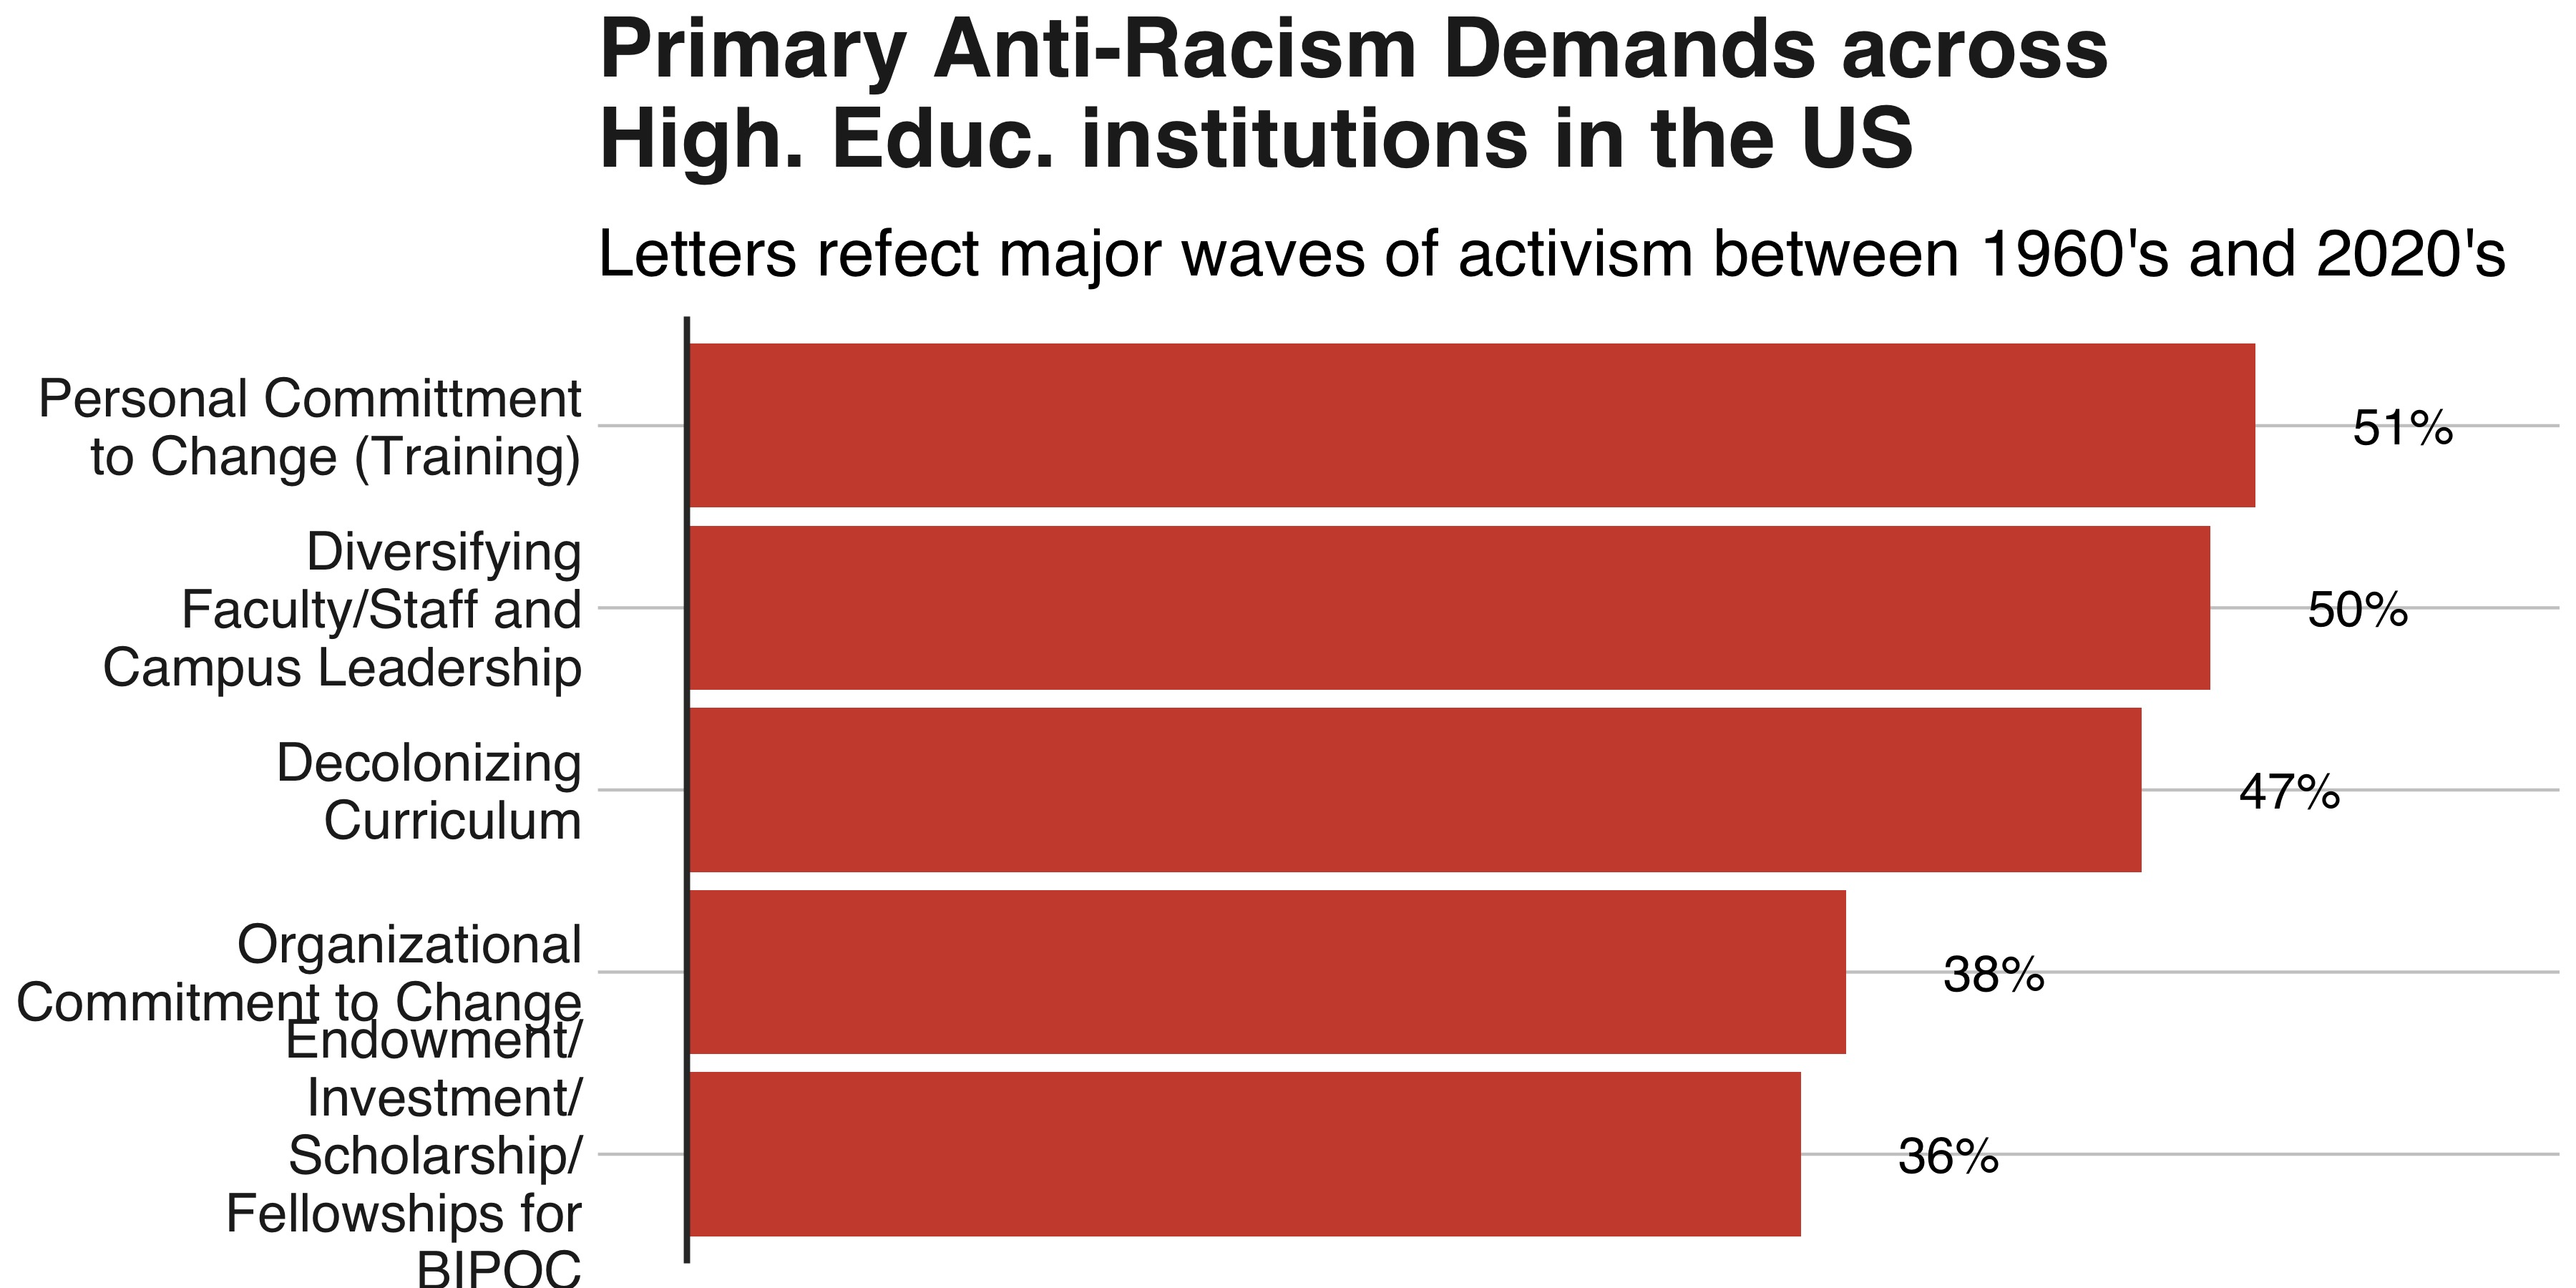 Primary Anti-Racism Demands across
High. Educ. institutions in the US
Letters refect major waves of activism between 1960's and 2020's
Personal Committment
to Change (Training)
51%
Diversifying
Faculty/Staff and
Campus Leadership
50%
Decolonizing
Curriculum
47%
Organizational
Commitment to Change
38%
Endowment/
Investment/
Scholarship/
Fellowships for
BIPOC
36%